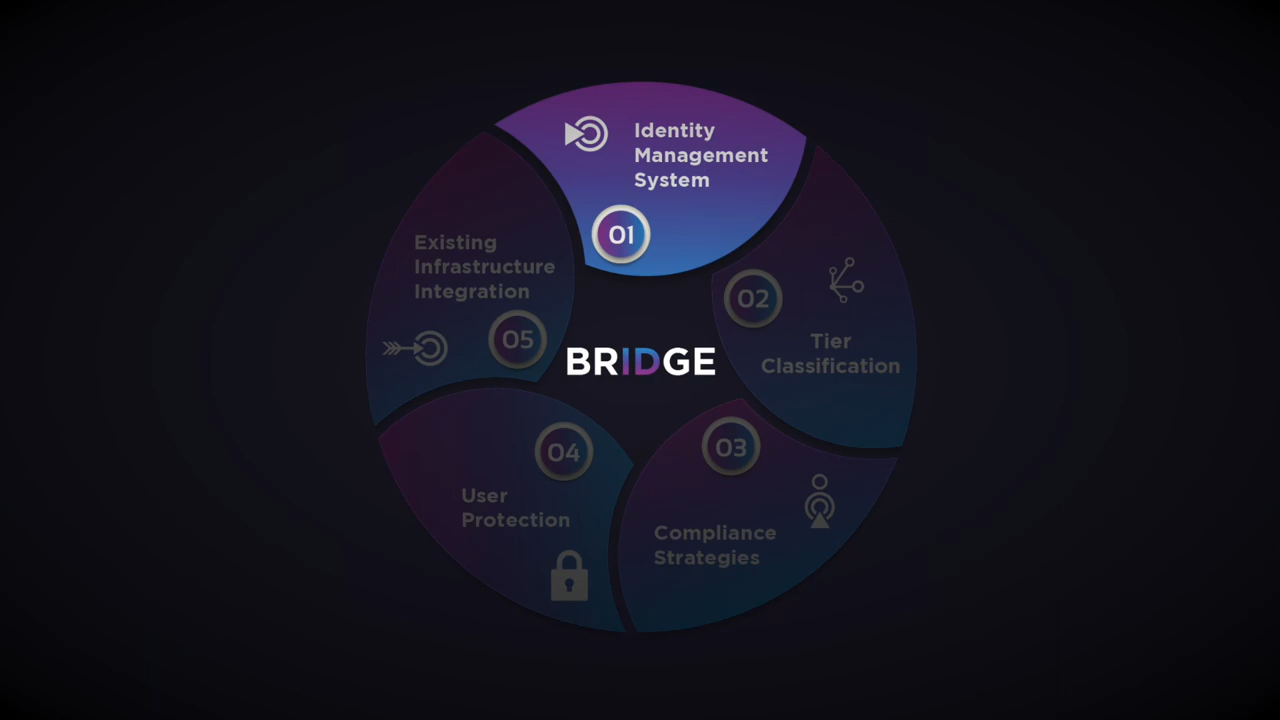 Identity
Management
System
01
02
Tier
Classification
03
Compliance
Strategies
04
User
Protection
Existing
Infrastructure
Integration
05
BRIDGE